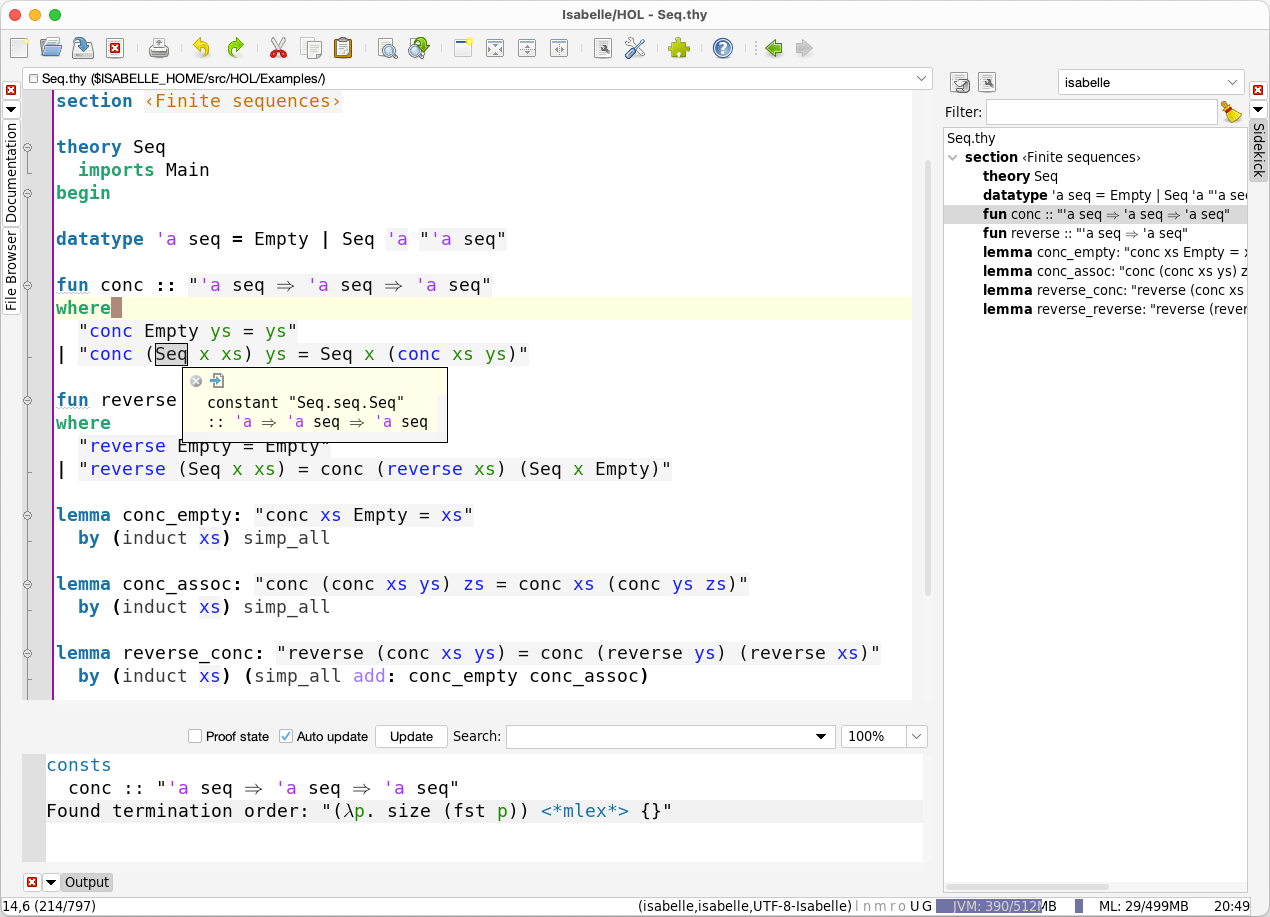 Isabelle/HOL - Seq.thy
Seq.thy ($ISABELLE_HOME/src/HOL/Examples/)
Documentation
File Browser
section ‹Finite sequences›
theory Seq
imports Main
begin
datatype 'a seq = Empty | Seq 'a "'a seq"
fun conc :: "'a seq ⇒ 'a seq ⇒ 'a seq"
where
"conc Empty ys = ys"
| "conc (Seq x xs) ys = Seq x (conc xs ys)"
constant "Seq.seq.Seq"
:: 'a ⇒ 'a seq ⇒ 'a seq
fun reverse
where
"reverse Empty = Empty"
| "reverse (Seq x xs) = conc (reverse xs) (Seq x Empty)"
lemma conc_empty: "conc xs Empty = xs"
by (induct xs) simp_all
lemma conc_assoc: "conc (conc xs ys) zs = conc xs (conc ys zs)"
by (induct xs) simp_all
lemma reverse_conc: "reverse (conc xs ys) = conc (reverse ys) (reverse xs)"
by (induct xs) (simp_all add: conc_empty conc_assoc)
Proof state Auto update Update Search: 100%
consts
conc :: "'a seq ⇒ 'a seq ⇒ 'a seq"
Found termination order: "(λp. size (fst p)) <*mlex*> {}"
Output
isabelle
Filter:
Seq.thy
section ‹Finite sequences›
theory Seq
datatype 'a seq = Empty | Seq 'a "'a se
fun conc :: "'a seq ⇒ 'a seq ⇒ 'a seq"
fun reverse :: "'a seq ⇒ 'a seq"
lemma conc_empty: "conc xs Empty = x
lemma conc_assoc: "conc (conc xs ys) z
lemma reverse_conc: "reverse (conc xs
lemma reverse_reverse: "reverse (rever
Sidekick
14,6 (214/797)
(isabelle,isabelle,UTF-8-Isabelle) l n m r o U G JVM: 390/512MB ML: 29/499MB 20:49